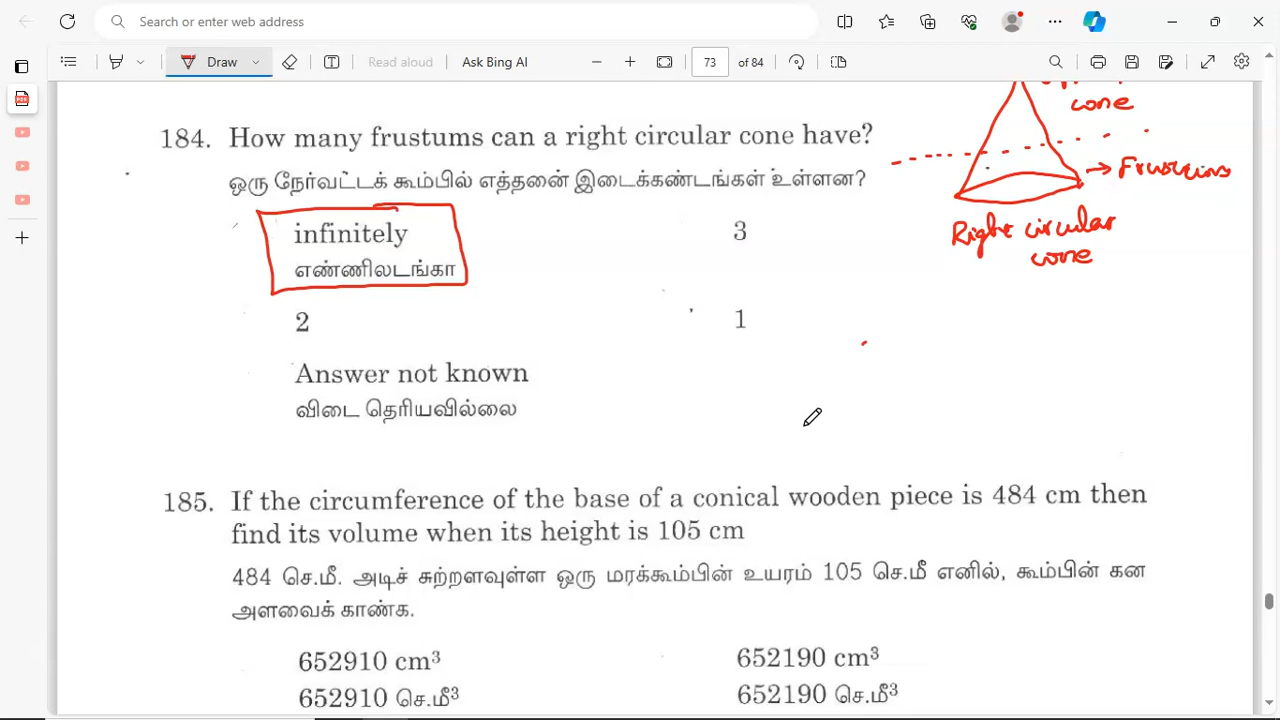 Search or enter web address
Draw
Read aloud
Ask Bing AI
73 of 84
cone
184. How many frustums can a right circular cone have?
ஒரு நேர்வட்டக் கூம்பில் எத்தனை இடைக்கண்டங்கள் உள்ளன?
Frustums
Right circular
cone
infinitely 3
எண்ணிலடங்கா
2 1
Answer not known
விடை தெரியவில்லை
185. If the circumference of the base of a conical wooden piece is 484 cm then
find its volume when its height is 105 cm
484 செ.மீ. அடிச் சுற்றளவுள்ள ஒரு மரக்கூம்பின் உயரம் 105 செ.மீ எனில், கூம்பின் கன
அளவைக் காண்க.
652910 cm³ 652190 cm³
652910 செ.மீ³ 652190 செ.மீ³